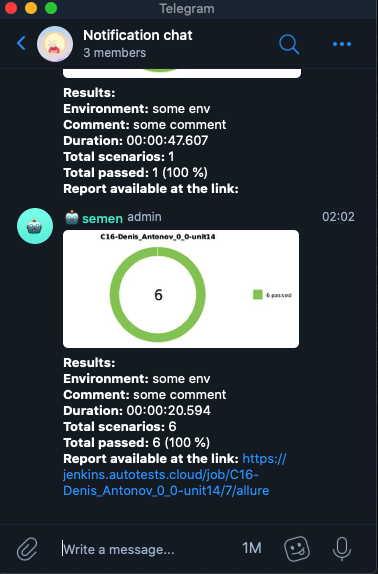 Telegram
Notification chat
3 members
Results:
Environment: some env
Comment: some comment
Duration: 00:00:47.607
Total scenarios: 1
Total passed: 1 (100 %)
Report available at the link:
semen admin 02:02
C16-Denis_Antonov_0_0-unit14
6
6 passed
Results:
Environment: some env
Comment: some comment
Duration: 00:00:20.594
Total scenarios: 6
Total passed: 6 (100 %)
Report available at the link: https://
jenkins.autotests.cloud/job/C16-
Denis_Antonov_0_0-unit14/7/allure
Write a message... 1M